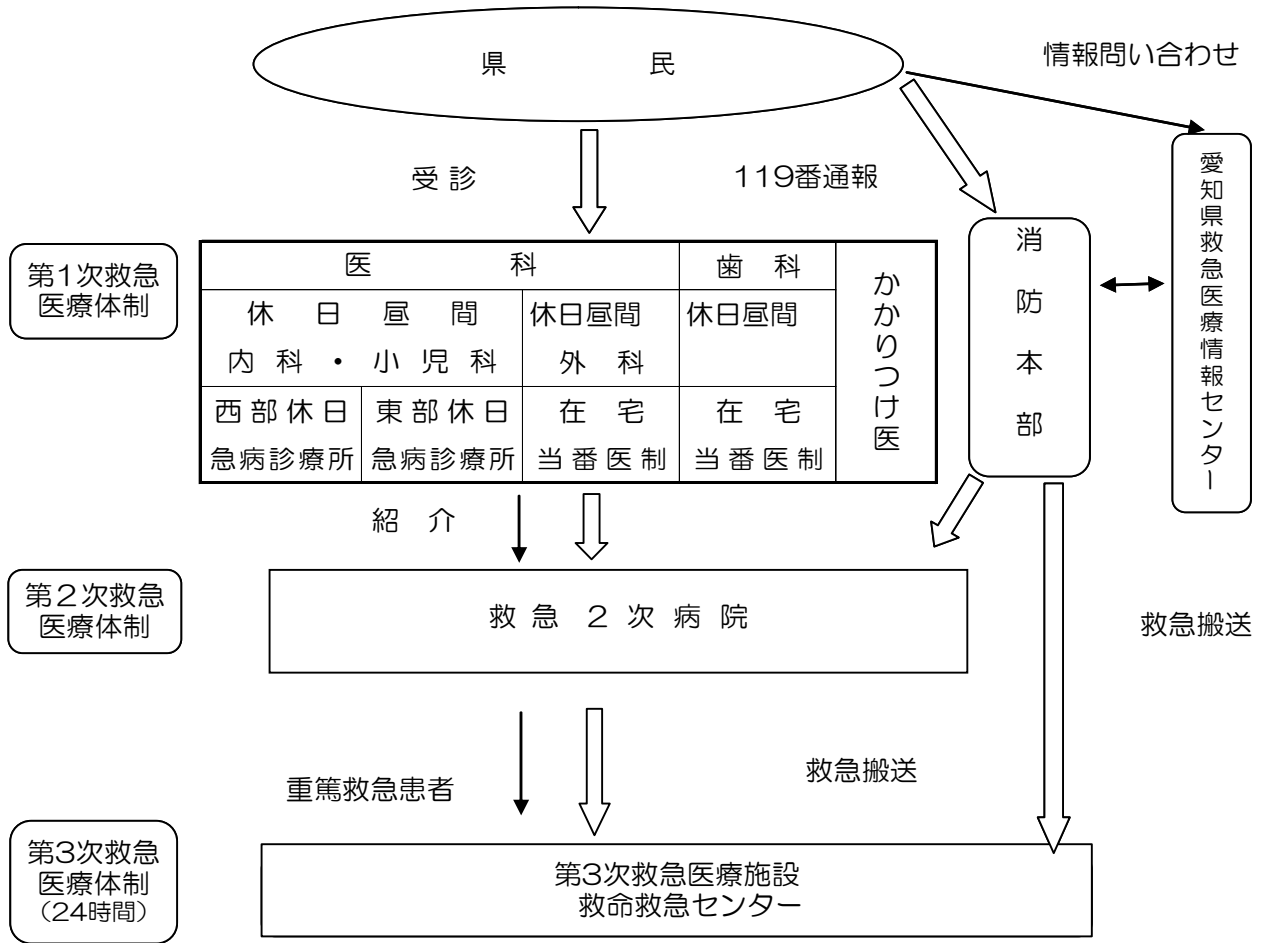 県 民
情報問い合わせ
受 診
119番通報
愛知県救急医療情報センター
消防本部
第1次救急
医療体制
医 科
歯 科
かかりつけ医
休 日 昼 間
内 科 ・ 小 児 科
休日昼間
外 科
休日昼間
西 部 休 日
急病診療所
東 部 休 日
急病診療所
在 宅
当 番 医 制
在 宅
当 番 医 制
紹 介
第２次救急
医療体制
救 急 ２ 次 病 院
救急搬送
重篤救急患者
救急搬送
第3次救急
医療体制
（24時間）
第3次救急医療施設
救命救急センター